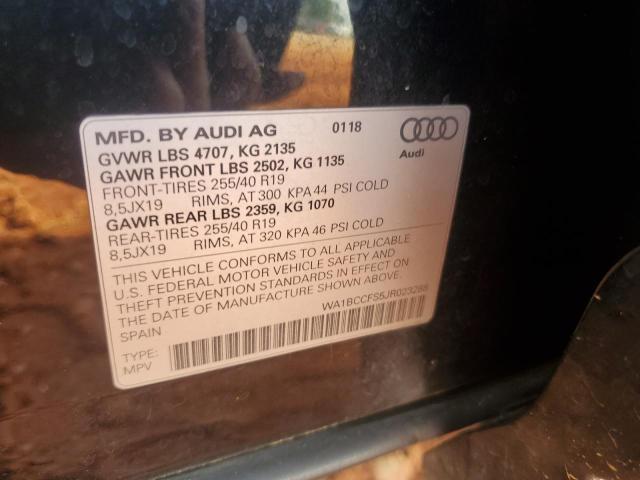 MFD. BY AUDI AG 0118
GVWR LBS 4707, KG 2135
Audi
GAWR FRONT LBS 2502, KG 1135
FRONT-TIRES 255/40 R19
8,5JX19 RIMS, AT 300 KPA 44 PSI COLD
GAWR REAR LBS 2359, KG 1070
REAR-TIRES 255/40 R19
8,5JX19 RIMS, AT 320 KPA 46 PSI COLD
THIS VEHICLE CONFORMS TO ALL APPLICABLE
U.S. FEDERAL MOTOR VEHICLE SAFETY AND
THEFT PREVENTION STANDARDS IN EFFECT ON
THE DATE OF MANUFACTURE SHOWN ABOVE.
SPAIN WA1BCCFS5JR023288
TYPE:
MPV